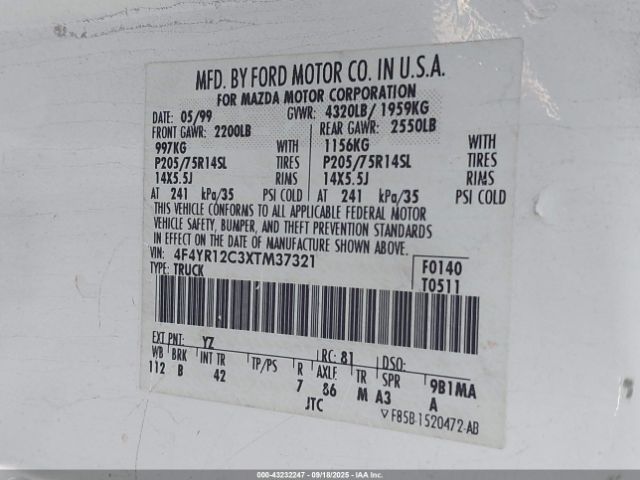 MFD. BY FORD MOTOR CO. IN U.S.A.
FOR MAZDA MOTOR CORPORATION
DATE: 05/99 GVWR: 4320LB/ 1959KG
FRONT GAWR: 2200LB REAR GAWR: 2550LB
997KG WITH 1156KG WITH
P205/75R14SL TIRES P205/75R14SL TIRES
14X5.5J RIMS 14X5.5J RIMS
AT 241 kPa/35 PSI COLD AT 241 kPa/35 PSI COLD
THIS VEHICLE CONFORMS TO ALL APPLICABLE FEDERAL MOTOR
VEHICLE SAFETY, BUMPER, AND THEFT PREVENTION STANDARDS
IN EFFECT ON THE DATE OF MANUFACTURE SHOWN ABOVE.
VIN: 4F4YR12C3XTM37321 F0140
TYPE: TRUCK T0511
EXT PNT: YZ RC: 81 DSO:
WB BRK INT TR TP/PS R AXLE TR SPR 9B1MA
112 B 42 7 86 M A3 A
JTC ▽F85B-1520472-AB
000-43232247 - 09/18/2025 - IAAI.CA